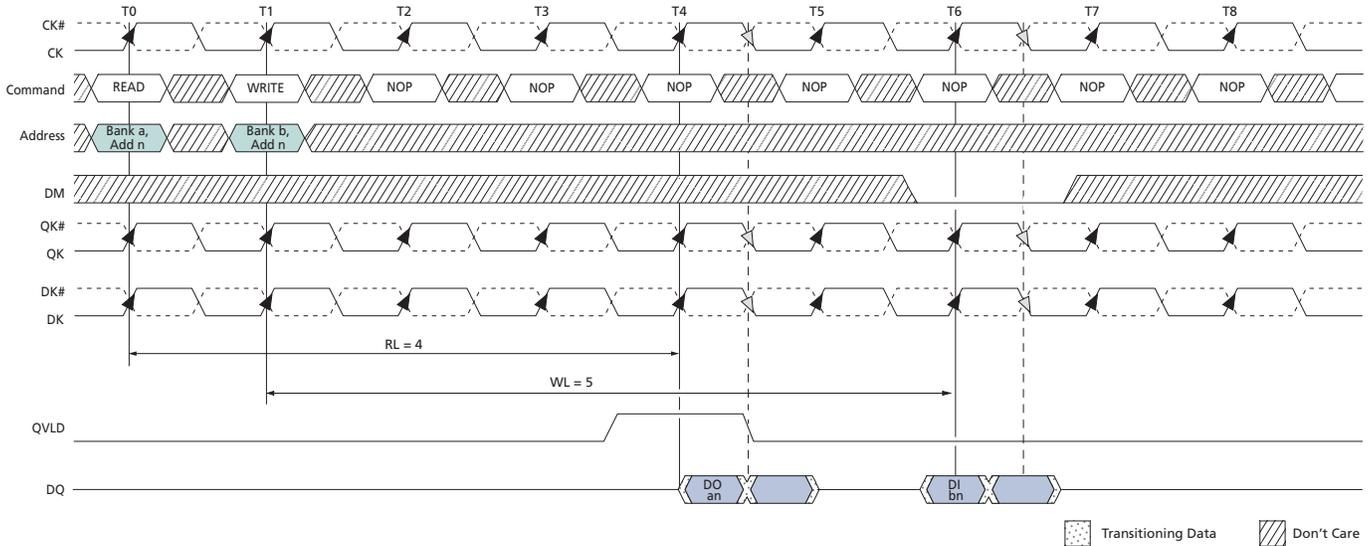 T0 T1 T2 T3 T4 T5 T6 T7 T8
CK#
CK
Command READ WRITE NOP NOP NOP NOP NOP NOP NOP
Address Bank a, Add n Bank b, Add n
DM
QK#
QK
DK#
DK
RL = 4
WL = 5
QVLD
DQ DO an DI bn
Transitioning Data Don't Care